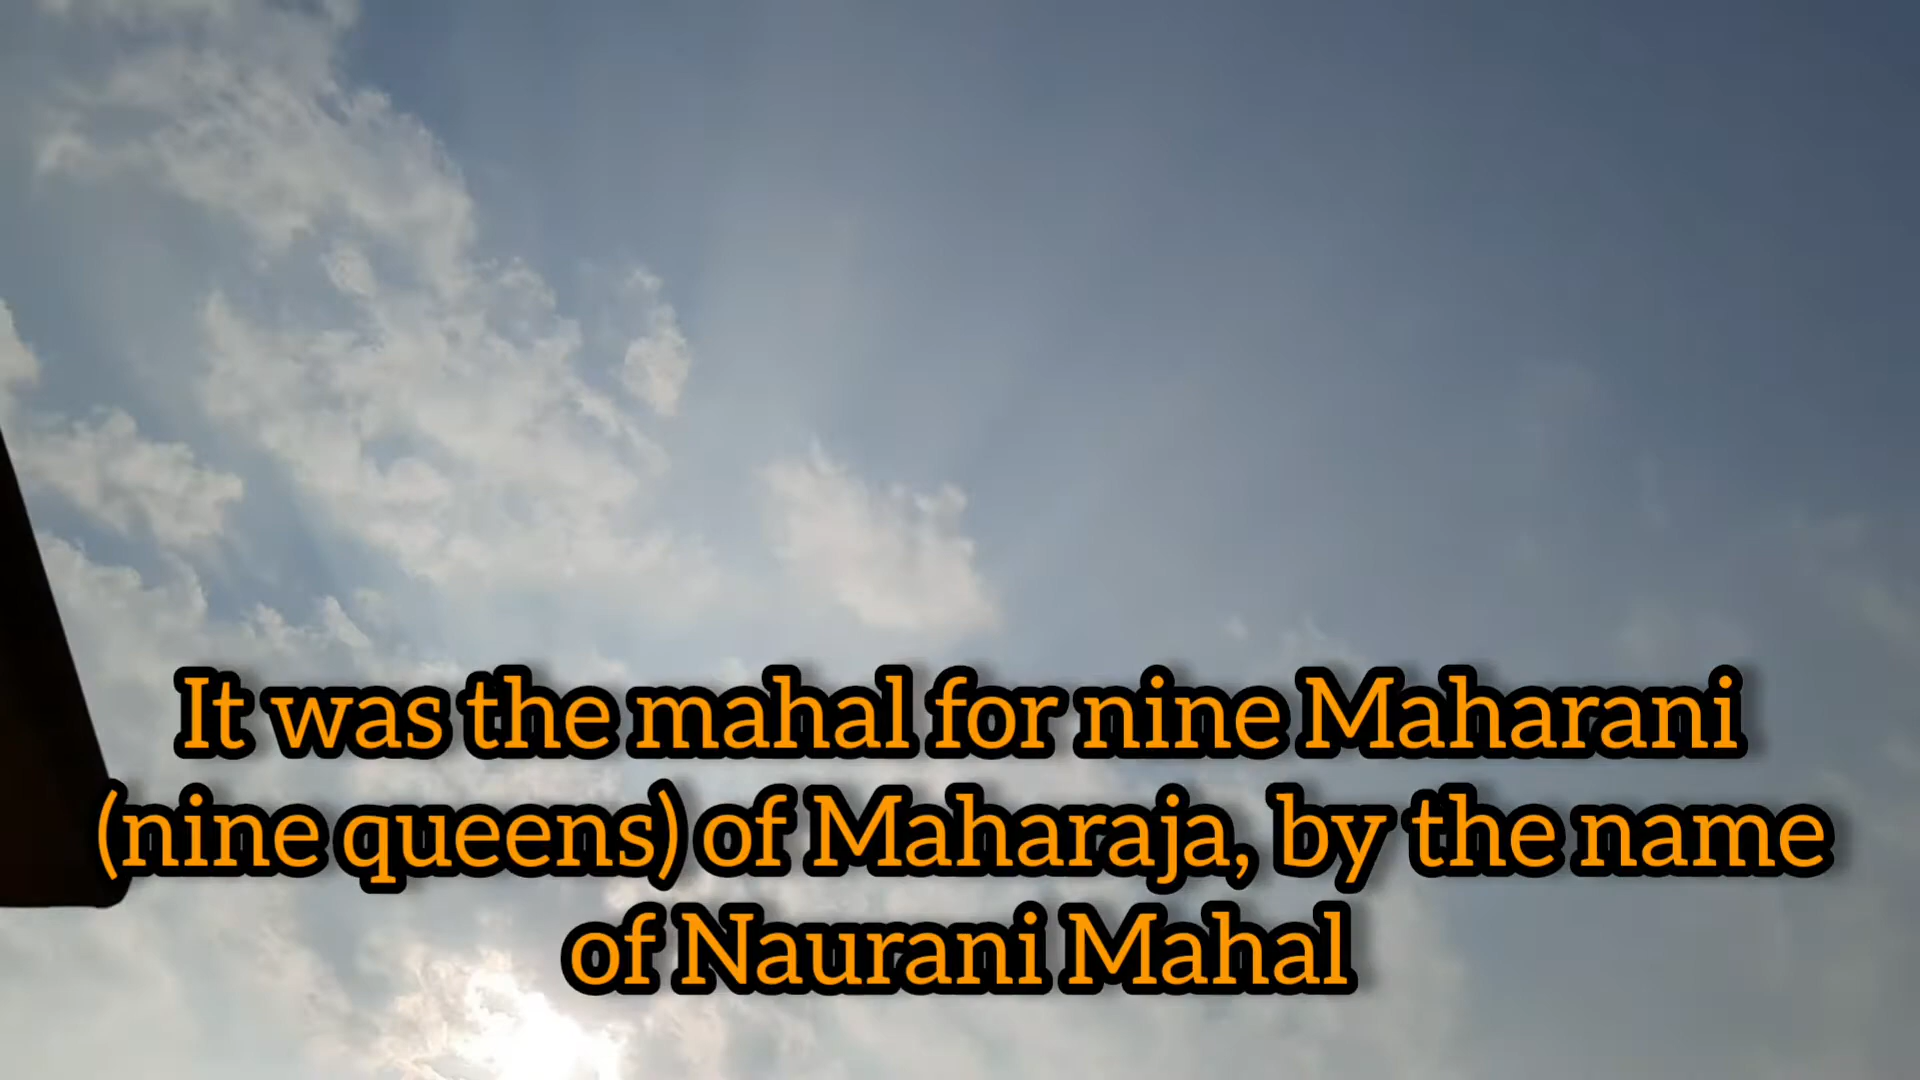 It was the mahal for nine Maharani
(nine queens) of Maharaja, by the name
of Naurani Mahal